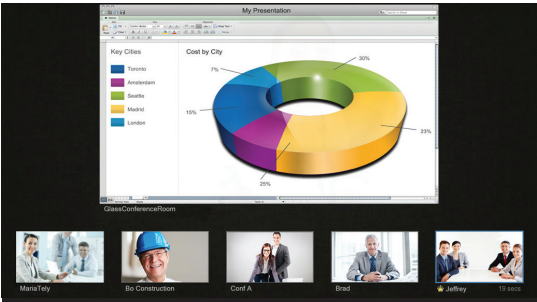 My Presentation
Key Cities
Cost by City
Toronto
Amsterdam
Seattle
Madrid
London
30%
7%
15%
23%
25%
GlassConferenceRoom
MariaTely
Bo Construction
Conf A
Brad
Jeffrey
19 secs